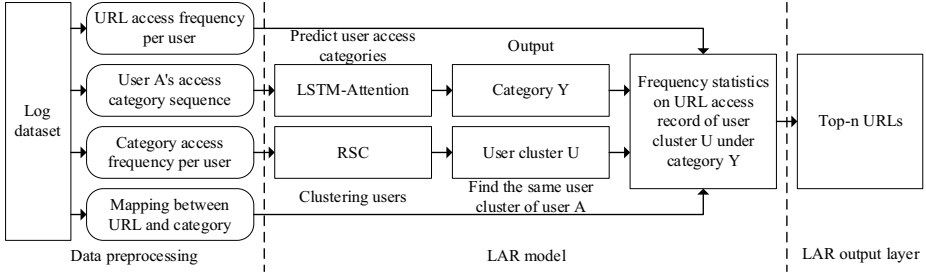 Log
dataset
URL access frequency
per user
User A's access
category sequence
Category access
frequency per user
Mapping between
URL and category
Data preprocessing
Predict user access
categories
LSTM-Attention
RSC
Clustering users
Output
Category Y
User cluster U
Find the same user
cluster of user A
Frequency statistics
on URL access
record of user
cluster U under
category Y
LAR model
Top-n URLs
LAR output layer